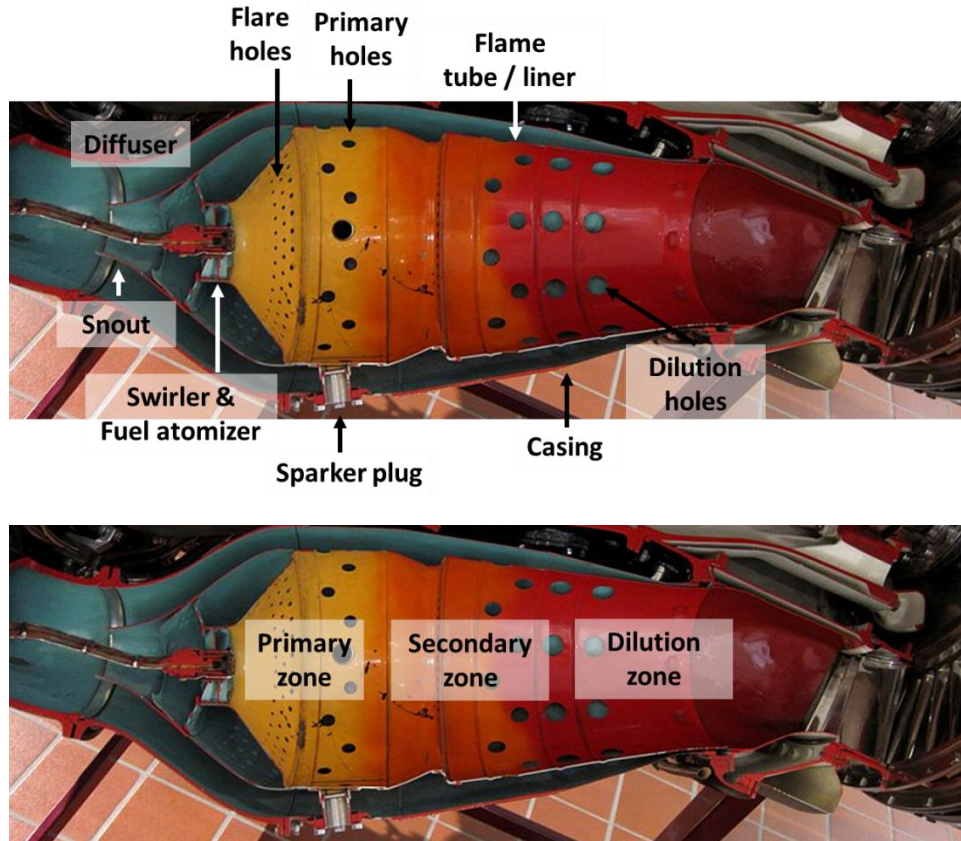 Flare
holes
Primary
holes
Flame
tube / liner
Diffuser
Snout
Swirler &
Fuel atomizer
Dilution
holes
Casing
Sparker plug
Primary
zone
Secondary
zone
Dilution
zone